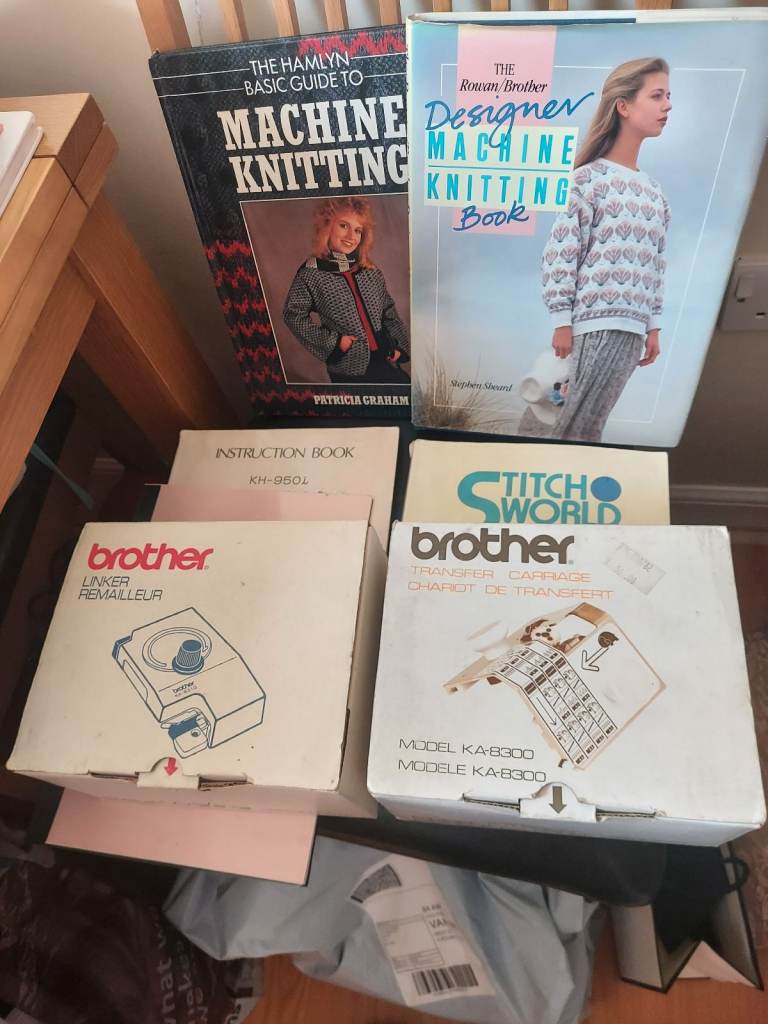 THE HAMLYN
BASIC GUIDE TO
MACHINE
KNITTING
PATRICIA GRAHAM
THE
Rowan/Brother
Designer
MACHINE
KNITTING
Book
Stephen Sheard
INSTRUCTION BOOK
KH-950i
STITCH
WORLD
brother
LINKER
REMAILLEUR
brother
brother
TRANSFER CARRIAGE
CHARIOT DE TRANSFERT
MODEL KA-8300
MODELE KA-8300